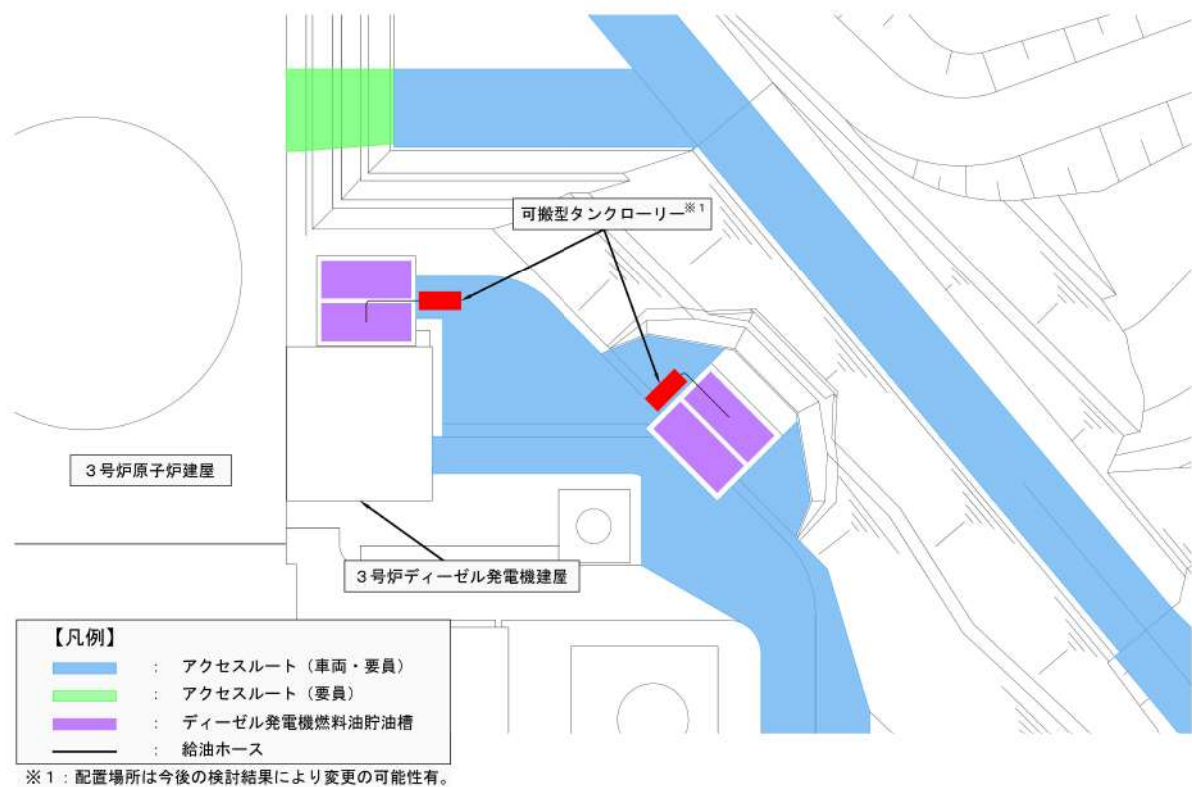 可搬型タンクローリー※1
3号炉原子炉建屋
3号炉ディーゼル発電機建屋
【凡例】
： アクセスルート（車両・要員）
： アクセスルート（要員）
： ディーゼル発電機燃料油貯油槽
： 給油ホース
※1：配置場所は今後の検討結果により変更の可能性有。